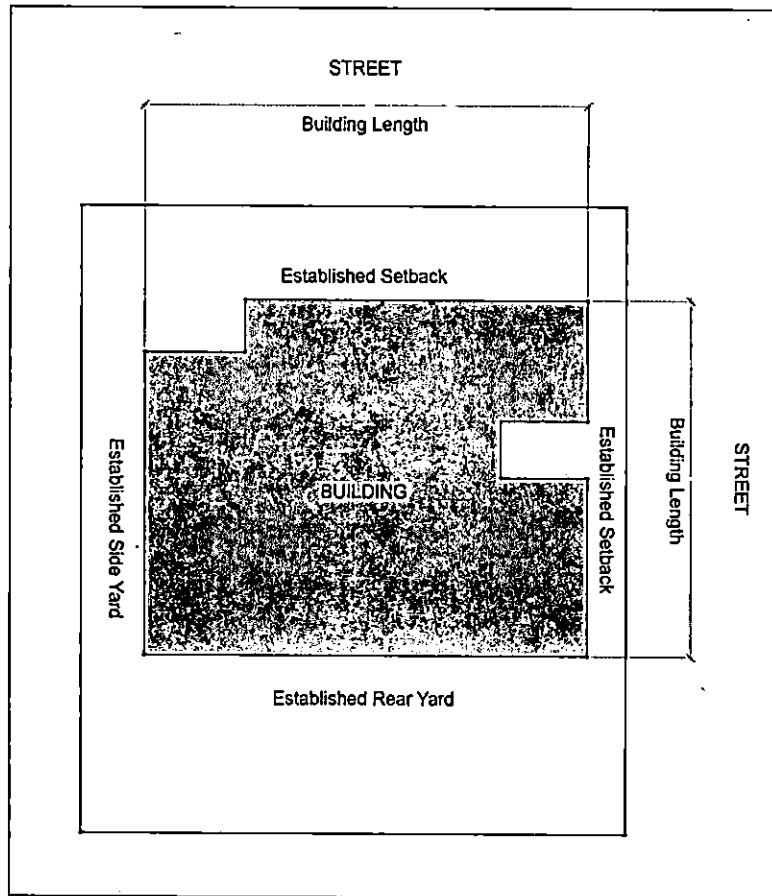 STREET
Building Length
Established Setback
Established Side Yard
BUILDING
Established Setback
Building Length
STREET
Established Rear Yard